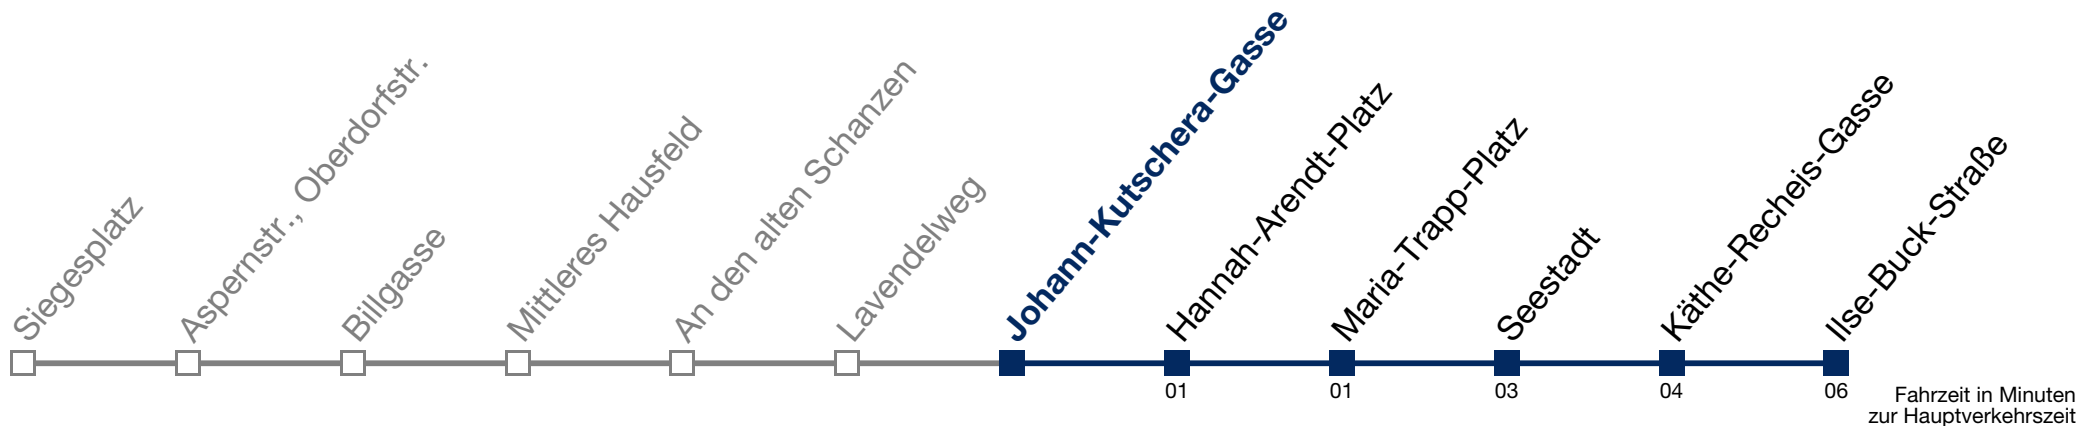 Siegesplatz
Aspernstr., Oberdorfstr.
Billgasse
Mittleres Hausfeld
An den alten Schanzen
Lavendelweg
Johann-Kutschera-Gasse
Hannah-Arendt-Platz
Maria-Trapp-Platz
Seestadt
Käthe-Recheis-Gasse
Ilse-Buck-Straße
01
01
03
04
06
Fahrzeit in Minuten
zur Hauptverkehrszeit